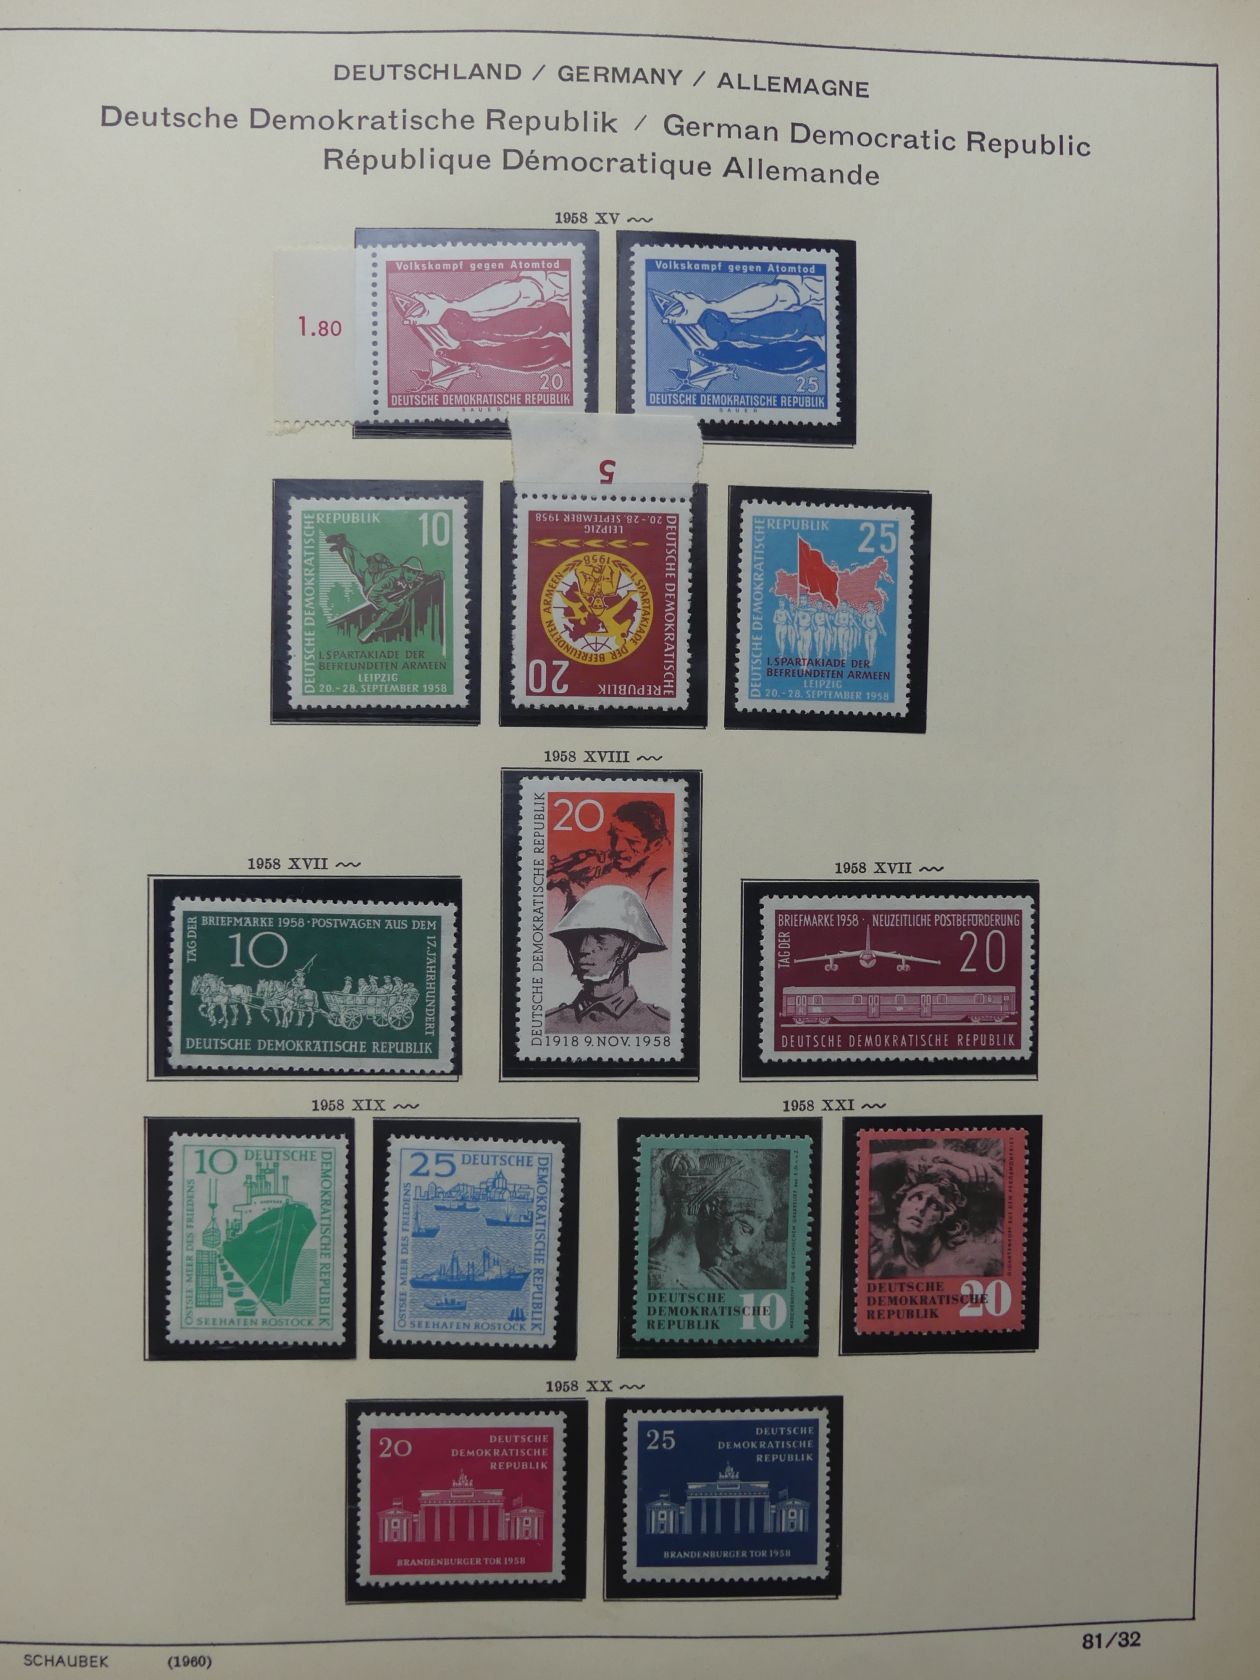 DEUTSCHLAND / GERMANY / ALLEMAGNE
Deutsche Demokratische Republik / German Democratic Republic
République Démocratique Allemande
1958 XV
1.80
Volkskampf gegen Atomtod
20
DEUTSCHE DEMOKRATISCHE REPUBLIK
SAUER
Volkskampf gegen Atomtod
25
DEUTSCHE DEMOKRATISCHE REPUBLIK
SAUER
DEUTSCHE DEMOKRATISCHE
REPUBLIK
10
I. SPARTAKIADE DER
BEFREUNDETEN ARMEEN
LEIPZIG
20.-28. SEPTEMBER 1958
5
DEUTSCHE DEMOKRATISCHE
REPUBLIK
20
I. SPARTAKIADE DER BEFREUNDETEN ARMEEN
1958
LEIPZIG
20.-28. SEPTEMBER 1958
DEUTSCHE DEMOKRATISCHE
REPUBLIK
25
I. SPARTAKIADE DER
BEFREUNDETEN ARMEEN
LEIPZIG
20.-28. SEPTEMBER 1958
1958 XVIII
20
DEUTSCHE DEMOKRATISCHE REPUBLIK
1918 9. NOV. 1958
1958 XVII
TAG DER
BRIEFMARKE 1958·POSTWAGEN AUS DEM
17. JAHRHUNDERT
10
DEUTSCHE DEMOKRATISCHE REPUBLIK
1958 XVII
TAG DER
BRIEFMARKE 1958· NEUZEITLICHE POSTBEFÖRDERUNG
20
DEUTSCHE DEMOKRATISCHE REPUBLIK
1958 XIX
10 DEUTSCHE
DEMOKRATISCHE REPUBLIK
OSTSEE·MEER DES FRIEDENS
SEEHAFEN ROSTOCK
25 DEUTSCHE
DEMOKRATISCHE REPUBLIK
OSTSEE·MEER DES FRIEDENS
SEEHAFEN ROSTOCK
1958 XXI
DEUTSCHE
DEMOKRATISCHE
REPUBLIK
10
DEUTSCHE
DEMOKRATISCHE
REPUBLIK
20
1958 XX
20
DEUTSCHE
DEMOKRATISCHE
REPUBLIK
BRANDENBURGER TOR 1958
25
DEUTSCHE
DEMOKRATISCHE
REPUBLIK
BRANDENBURGER TOR 1958
SCHAUBEK (1960)
81/32